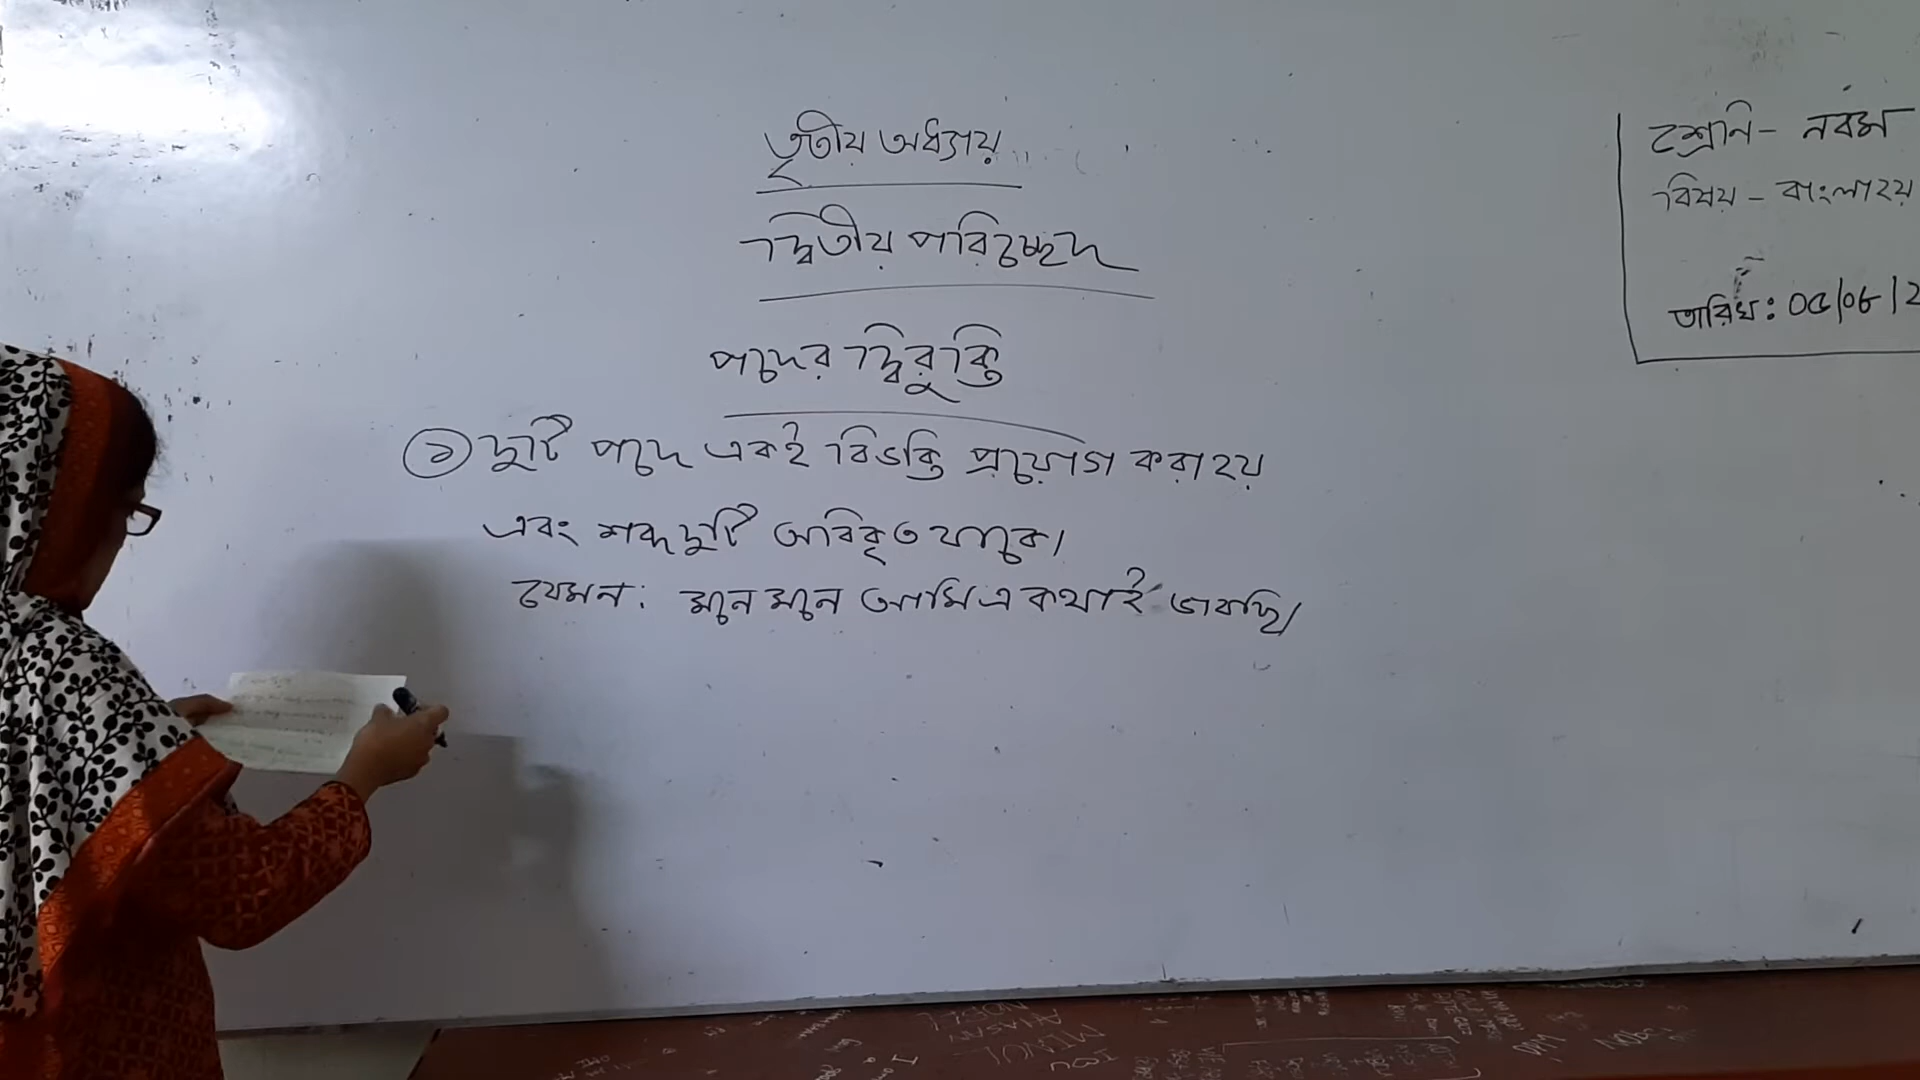 তৃতীয় অধ্যায়
দ্বিতীয় পরিচ্ছেদ
পদের দ্বিরুক্তি
১ দুটি পদে একই বিভক্তি প্রয়োগ করা হয়
এবং শব্দ দুটি অবিকৃত থাকে।
যেমন: মনে মনে আমি এ কথাই ভাবছি।
শ্রেণি - নবম
বিষয় - বাংলা ২য়
তারিখ: ০৫/০৮/২